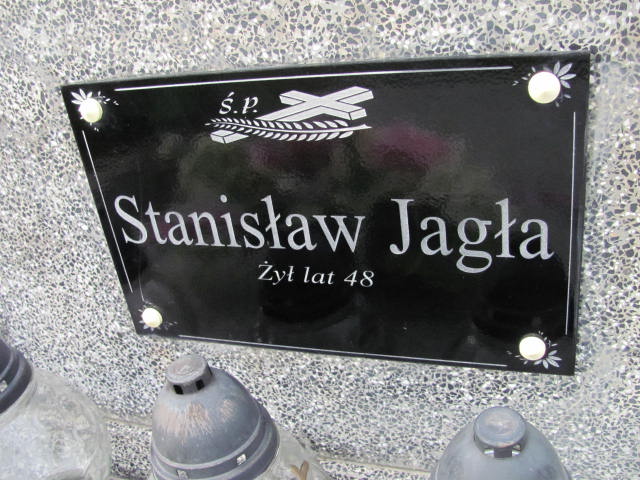 Ś.P.
Stanisław Jagła
Żył lat 48